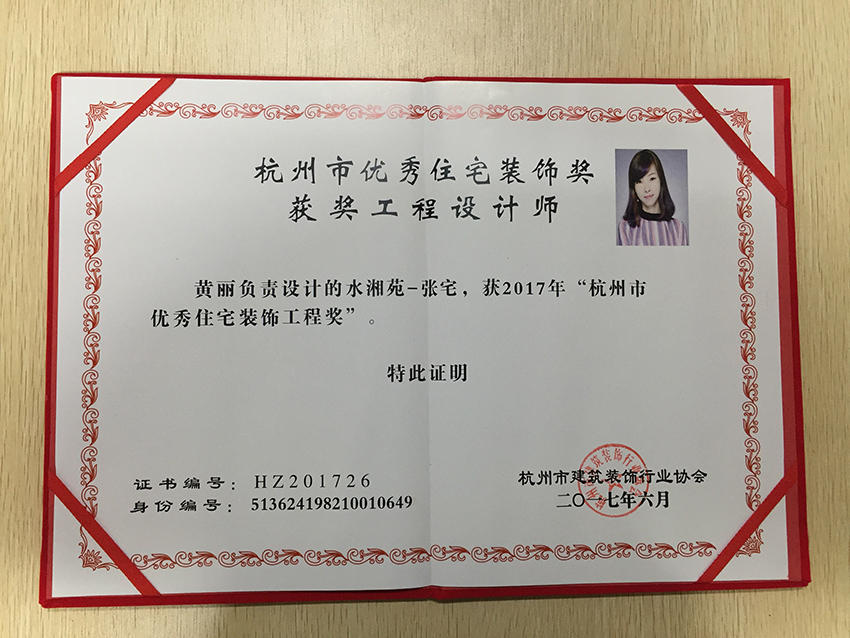 杭州市优秀住宅装饰奖
获奖工程设计师
黄丽负责设计的水湘苑-张宅，获2017年“杭州市
优秀住宅装饰工程奖”。
特此证明
证书编号：HZ201726
身份编号：513624198210010649
杭州市建筑装饰行业协会
二〇一七年六月